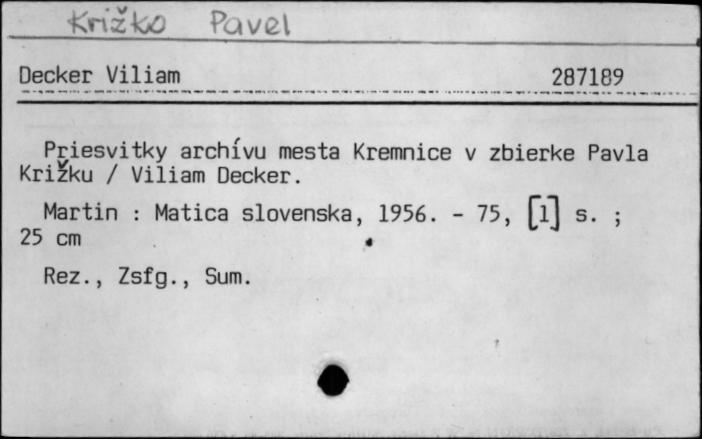 Križko Pavel
Decker Viliam 287189
Priesvitky archívu mesta Kremnice v zbierke Pavla
Križku / Viliam Decker.
Martin : Matica slovenska, 1956. - 75, [1] s. ;
25 cm
Rez., Zsfg., Sum.